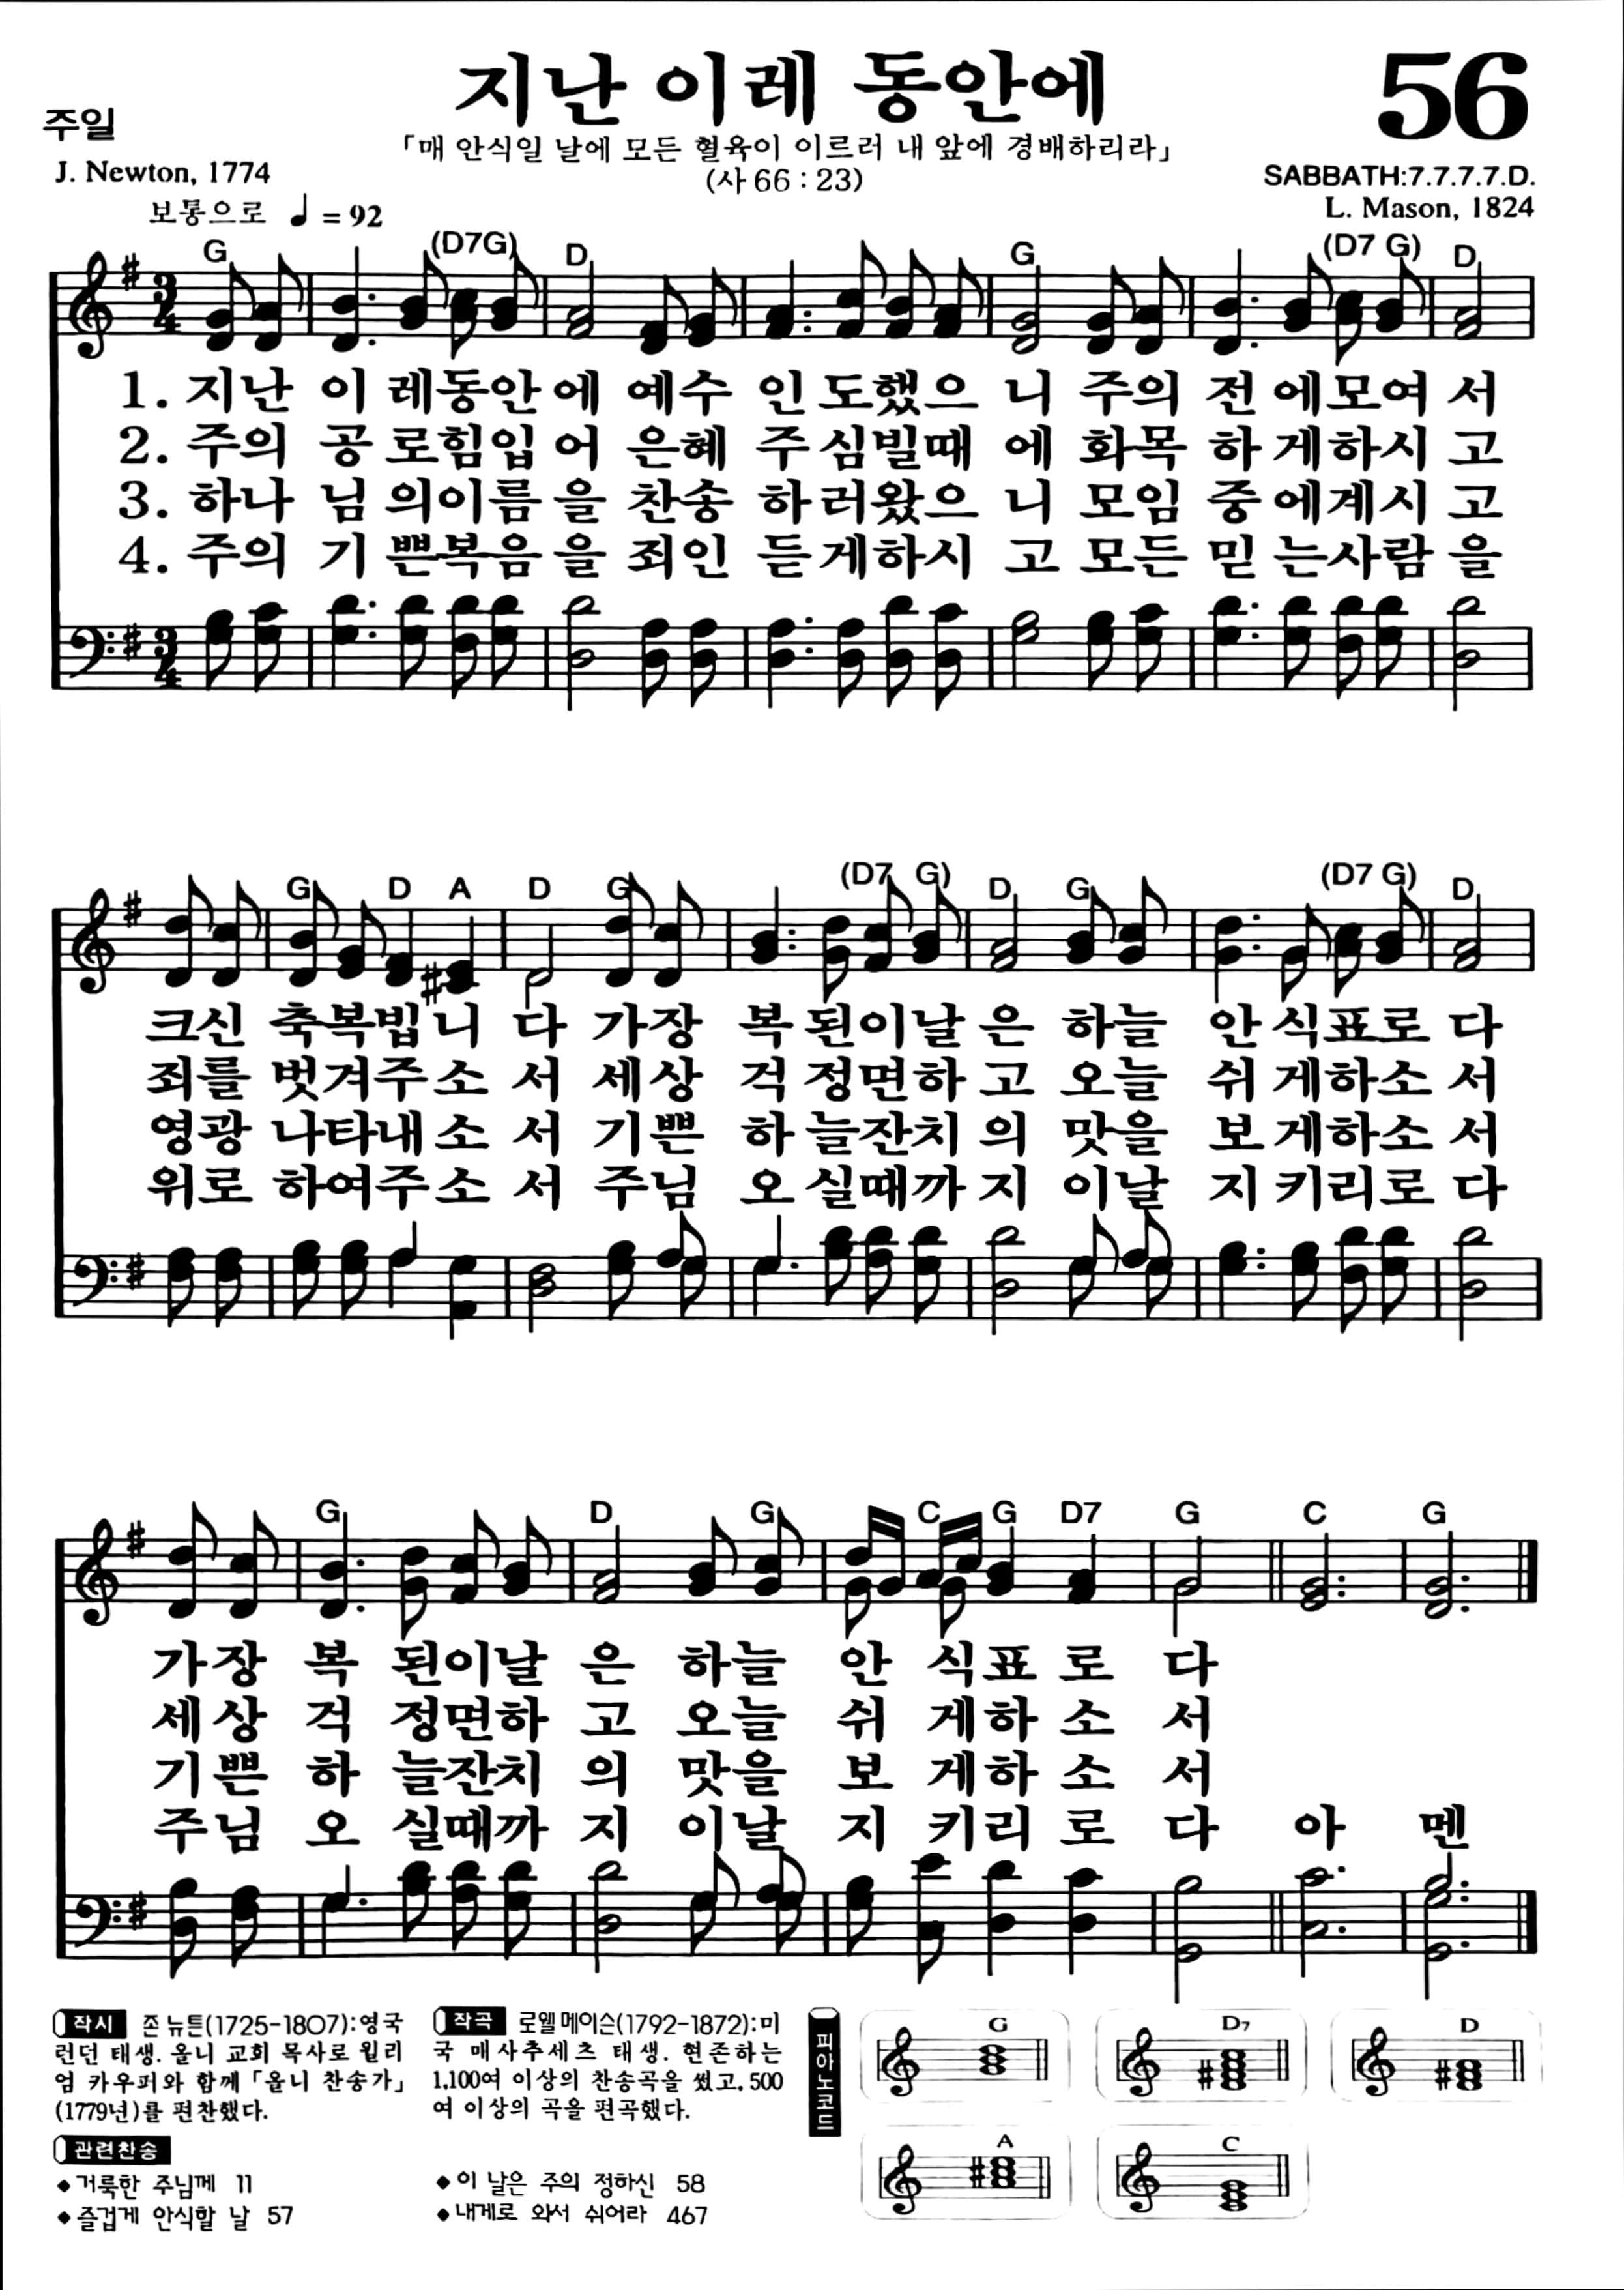 지난 이레 동안에
56
주일
「매 안식일 날에 모든 혈육이 이르러 내 앞에 경배하리라」
(사 66 : 23)
J. Newton, 1774
SABBATH:7.7.7.7.D.
L. Mason, 1824
보통으로 ♩ = 92
G (D7G) D G (D7 G) D
3/4
1. 지난 이 레동안에 예수 인도했으 니 주의 전에모여 서
2. 주의 공 로힘입 어 은혜 주심빌때 에 화목 하게하시 고
3. 하나 님 의이름 을 찬송 하러왔으 니 모임 중에계시 고
4. 주의 기 쁜복음 을 죄인 듣게하시 고 모든 믿는사람 을
3/4
G D A D G (D7 G) D G (D7 G) D
크신 축복빕니 다 가장 복된이날 은 하늘 안식표로 다
죄를 벗겨주소 서 세상 걱정면하 고 오늘 쉬게하소 서
영광 나타내소 서 기쁜 하늘잔치 의 맛을 보게하소 서
위로 하여주소 서 주님 오실때까 지 이날 지키리로 다
G D G C G D7 G C G
가장 복 된이날 은 하늘 안 식표 로 다
세상 걱 정면하 고 오늘 쉬 게하 소 서
기쁜 하 늘잔치 의 맛을 보 게하 소 서
주님 오 실때까 지 이날 지 키리 로 다 아 멘
작시 존 뉴튼(1725-1807):영국
런던 태생. 올니 교회 목사로 윌리
엄 카우퍼와 함께 「올니 찬송가」
(1779년)를 편찬했다.
작곡 로웰 메이슨(1792-1872):미
국 매사추세츠 태생. 현존하는
1,100여 이상의 찬송곡을 썼고, 500
여 이상의 곡을 편곡했다.
관련찬송
◆거룩한 주님께 11
◆즐겁게 안식할 날 57
◆이 날은 주의 정하신 58
◆내게로 와서 쉬어라 467
피아노코드
G D7 D
A C